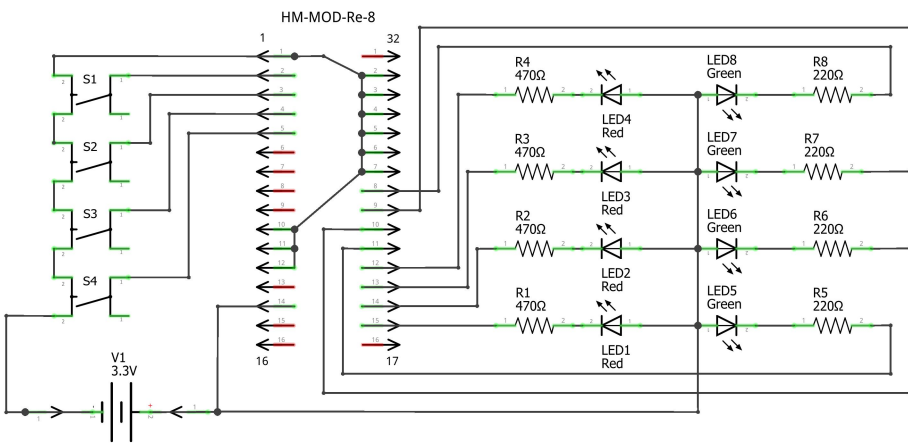 HM-MOD-Re-8
1
32
16
17
S1
S2
S3
S4
V1
3.3V
R4
470Ω
LED4
Red
LED8
Green
R8
220Ω
R3
470Ω
LED3
Red
LED7
Green
R7
220Ω
R2
470Ω
LED2
Red
LED6
Green
R6
220Ω
R1
470Ω
LED1
Red
LED5
Green
R5
220Ω